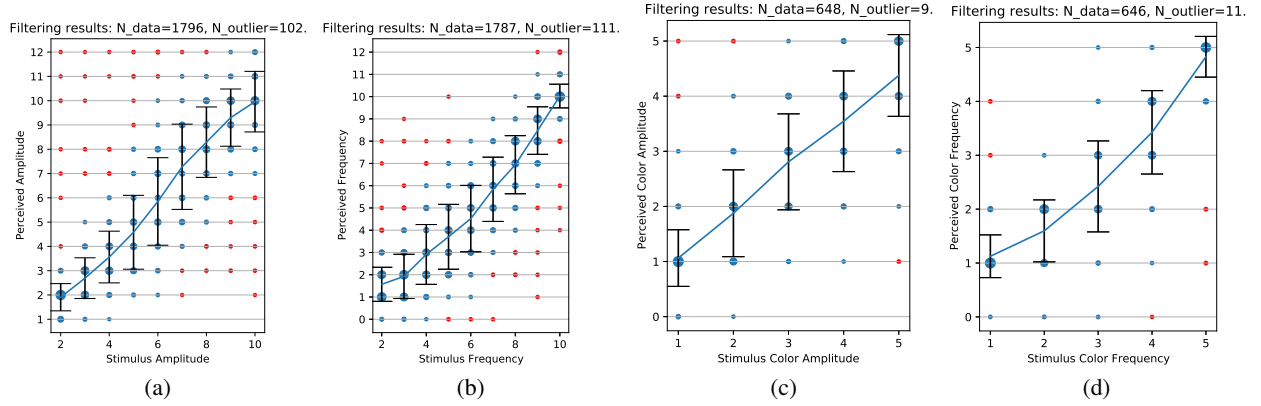 Filtering results: N_data=1796, N_outlier=102.
12
11
10
9
8
7
6
5
4
3
2
1
Perceived Amplitude
2 4 6 8 10
Stimulus Amplitude
(a)
Filtering results: N_data=1787, N_outlier=111.
12
11
10
9
8
7
6
5
4
3
2
1
0
Perceived Frequency
2 4 6 8 10
Stimulus Frequency
(b)
Filtering results: N_data=648, N_outlier=9.
5
4
3
2
1
0
Perceived Color Amplitude
1 2 3 4 5
Stimulus Color Amplitude
(c)
Filtering results: N_data=646, N_outlier=11.
5
4
3
2
1
0
Perceived Color Frequency
1 2 3 4 5
Stimulus Color Frequency
(d)